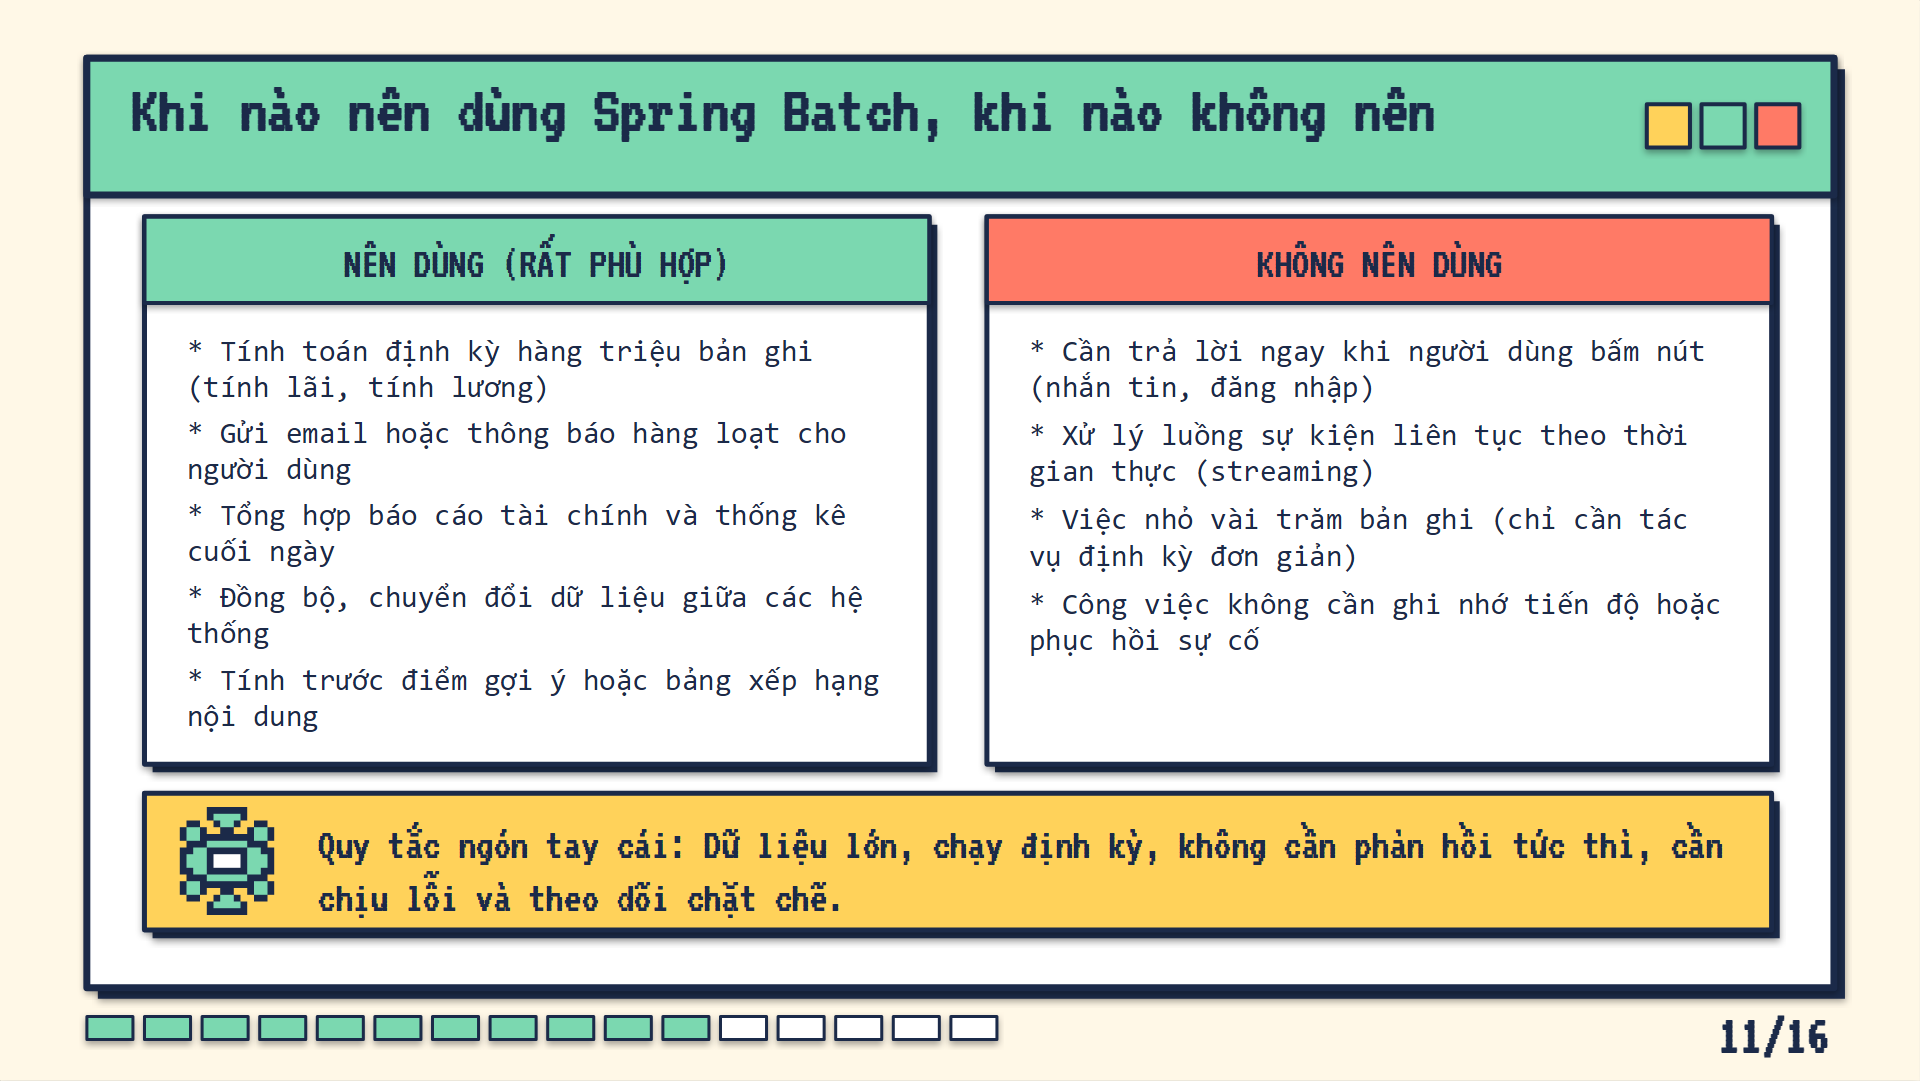 Khi nào nên dùng Spring Batch, khi nào không nên
NÊN DÙNG (RẤT PHÙ HỢP)
* Tính toán định kỳ hàng triệu bản ghi
(tính lãi, tính lương)
* Gửi email hoặc thông báo hàng loạt cho
người dùng
* Tổng hợp báo cáo tài chính và thống kê
cuối ngày
* Đồng bộ, chuyển đổi dữ liệu giữa các hệ
thống
* Tính trước điểm gợi ý hoặc bảng xếp hạng
nội dung
KHÔNG NÊN DÙNG
* Cần trả lời ngay khi người dùng bấm nút
(nhắn tin, đăng nhập)
* Xử lý luồng sự kiện liên tục theo thời
gian thực (streaming)
* Việc nhỏ vài trăm bản ghi (chỉ cần tác
vụ định kỳ đơn giản)
* Công việc không cần ghi nhớ tiến độ hoặc
phục hồi sự cố
Quy tắc ngón tay cái: Dữ liệu lớn, chạy định kỳ, không cần phản hồi tức thì, cần
chịu lỗi và theo dõi chặt chẽ.
11/16